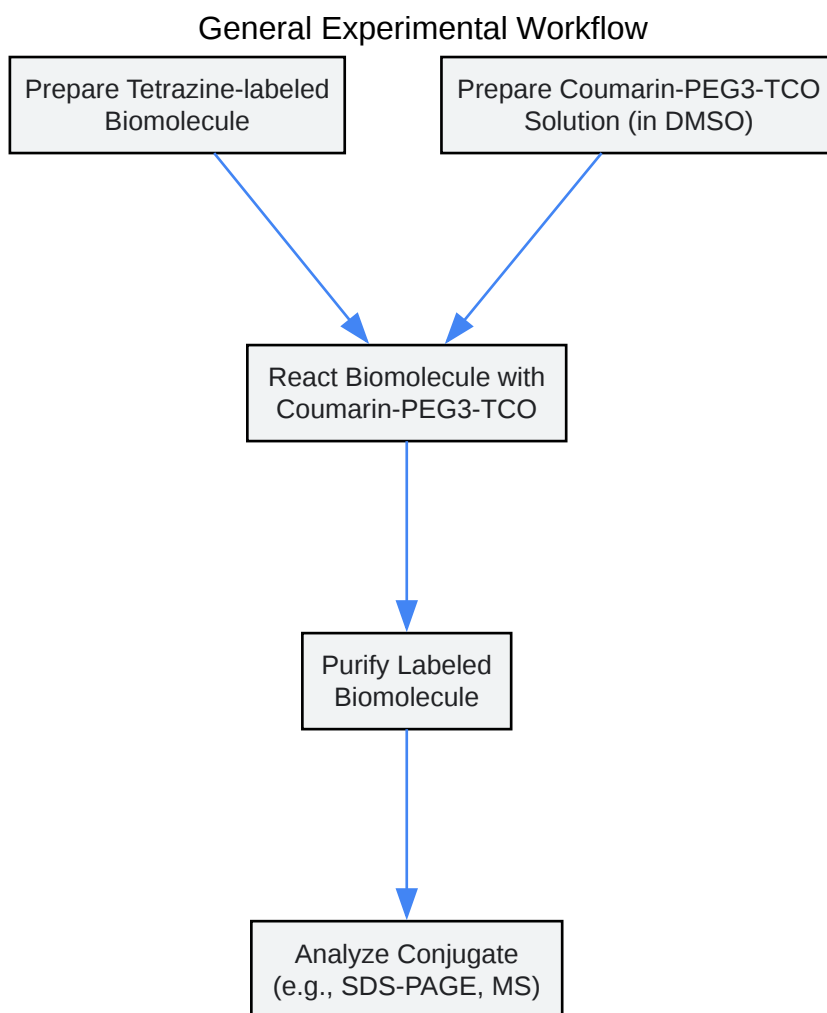 General Experimental Workflow
Prepare Tetrazine-labeled
Biomolecule
Prepare Coumarin-PEG3-TCO
Solution (in DMSO)
React Biomolecule with
Coumarin-PEG3-TCO
Purify Labeled
Biomolecule
Analyze Conjugate
(e.g., SDS-PAGE, MS)